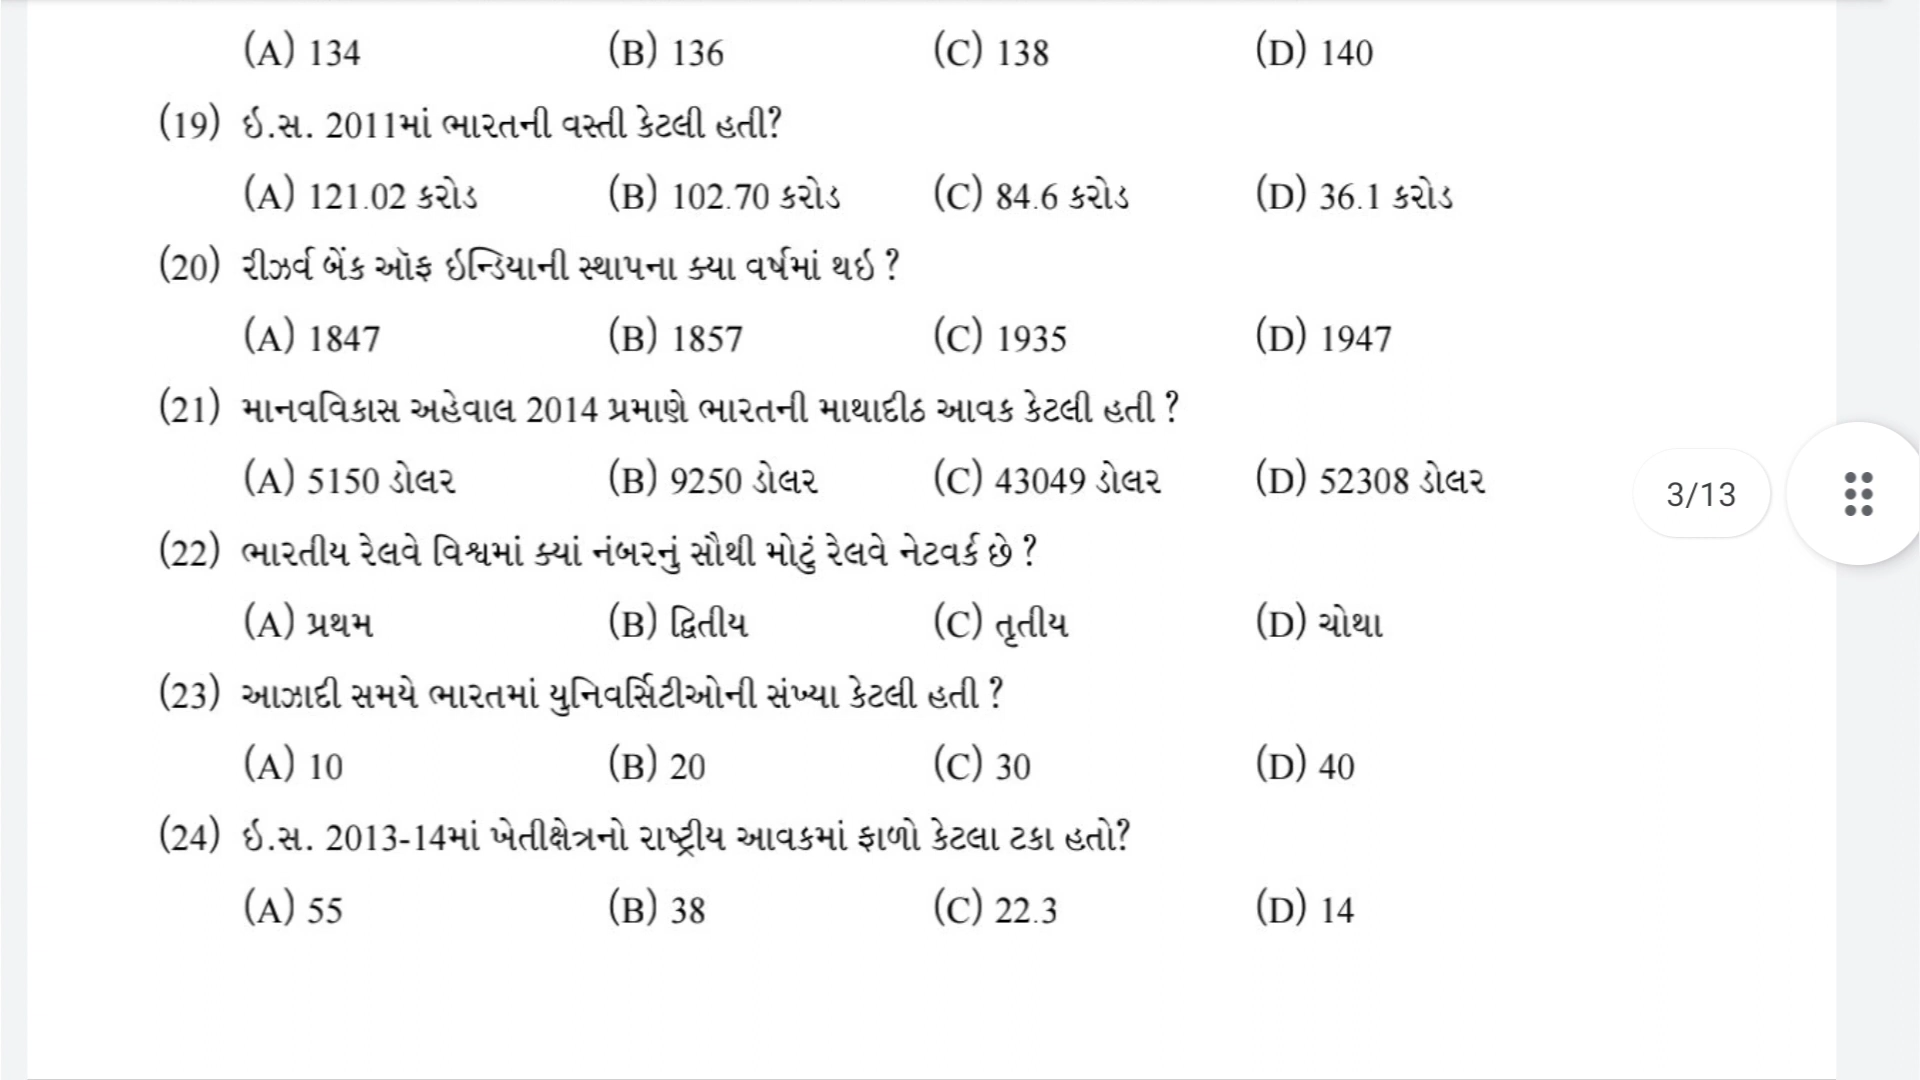 (A) 134 (B) 136 (C) 138 (D) 140
(19) ઇ.સ. 2011માં ભારતની વસ્તી કેટલી હતી?
(A) 121.02 કરોડ (B) 102.70 કરોડ (C) 84.6 કરોડ (D) 36.1 કરોડ
(20) રીઝર્વ બેંક ઑફ ઇન્ડિયાની સ્થાપના ક્યા વર્ષમાં થઇ ?
(A) 1847 (B) 1857 (C) 1935 (D) 1947
(21) માનવવિકાસ અહેવાલ 2014 પ્રમાણે ભારતની માથાદીઠ આવક કેટલી હતી ?
(A) 5150 ડોલર (B) 9250 ડોલર (C) 43049 ડોલર (D) 52308 ડોલર
3/13
(22) ભારતીય રેલવે વિશ્વમાં ક્યાં નંબરનું સૌથી મોટું રેલવે નેટવર્ક છે ?
(A) પ્રથમ (B) દ્વિતીય (C) તૃતીય (D) ચોથા
(23) આઝાદી સમયે ભારતમાં યુનિવર્સિટીઓની સંખ્યા કેટલી હતી ?
(A) 10 (B) 20 (C) 30 (D) 40
(24) ઇ.સ. 2013-14માં ખેતીક્ષેત્રનો રાષ્ટ્રીય આવકમાં ફાળો કેટલા ટકા હતો?
(A) 55 (B) 38 (C) 22.3 (D) 14